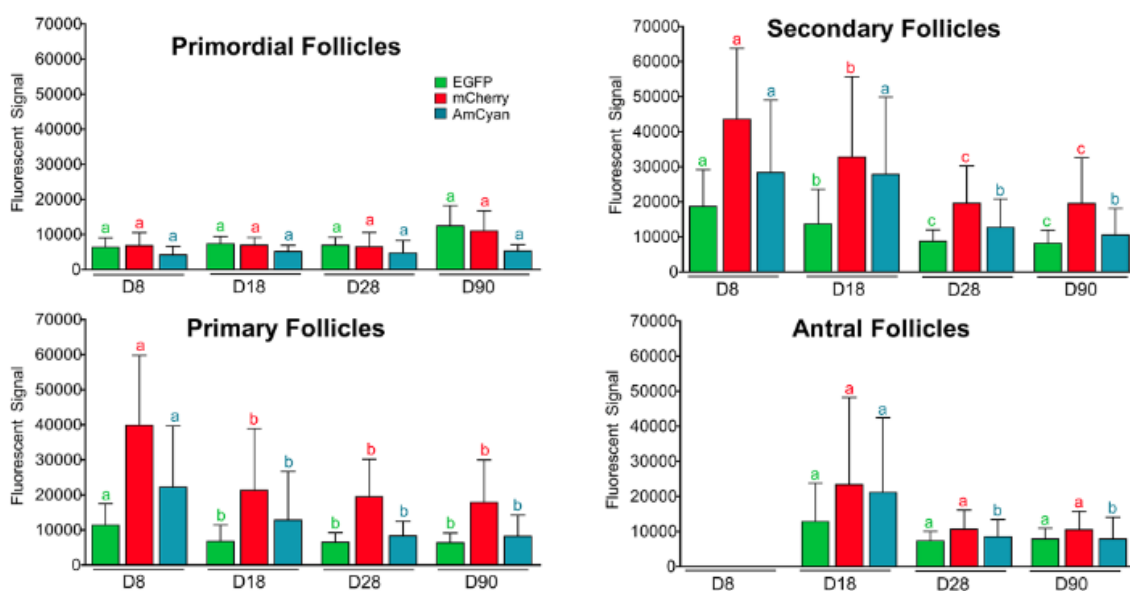 Primordial Follicles
Fluorescent Signal
70000
60000
50000
40000
30000
20000
10000
0
EGFP
mCherry
AmCyan
a a a a a a a a a a a a
D8 D18 D28 D90
Secondary Follicles
Fluorescent Signal
70000
60000
50000
40000
30000
20000
10000
0
a a a b b a c c b c c b
D8 D18 D28 D90
Primary Follicles
Fluorescent Signal
70000
60000
50000
40000
30000
20000
10000
0
a a a b b b b b b b b b
D8 D18 D28 D90
Antral Follicles
Fluorescent Signal
70000
60000
50000
40000
30000
20000
10000
0
a a a a a b a a b
D8 D18 D28 D90